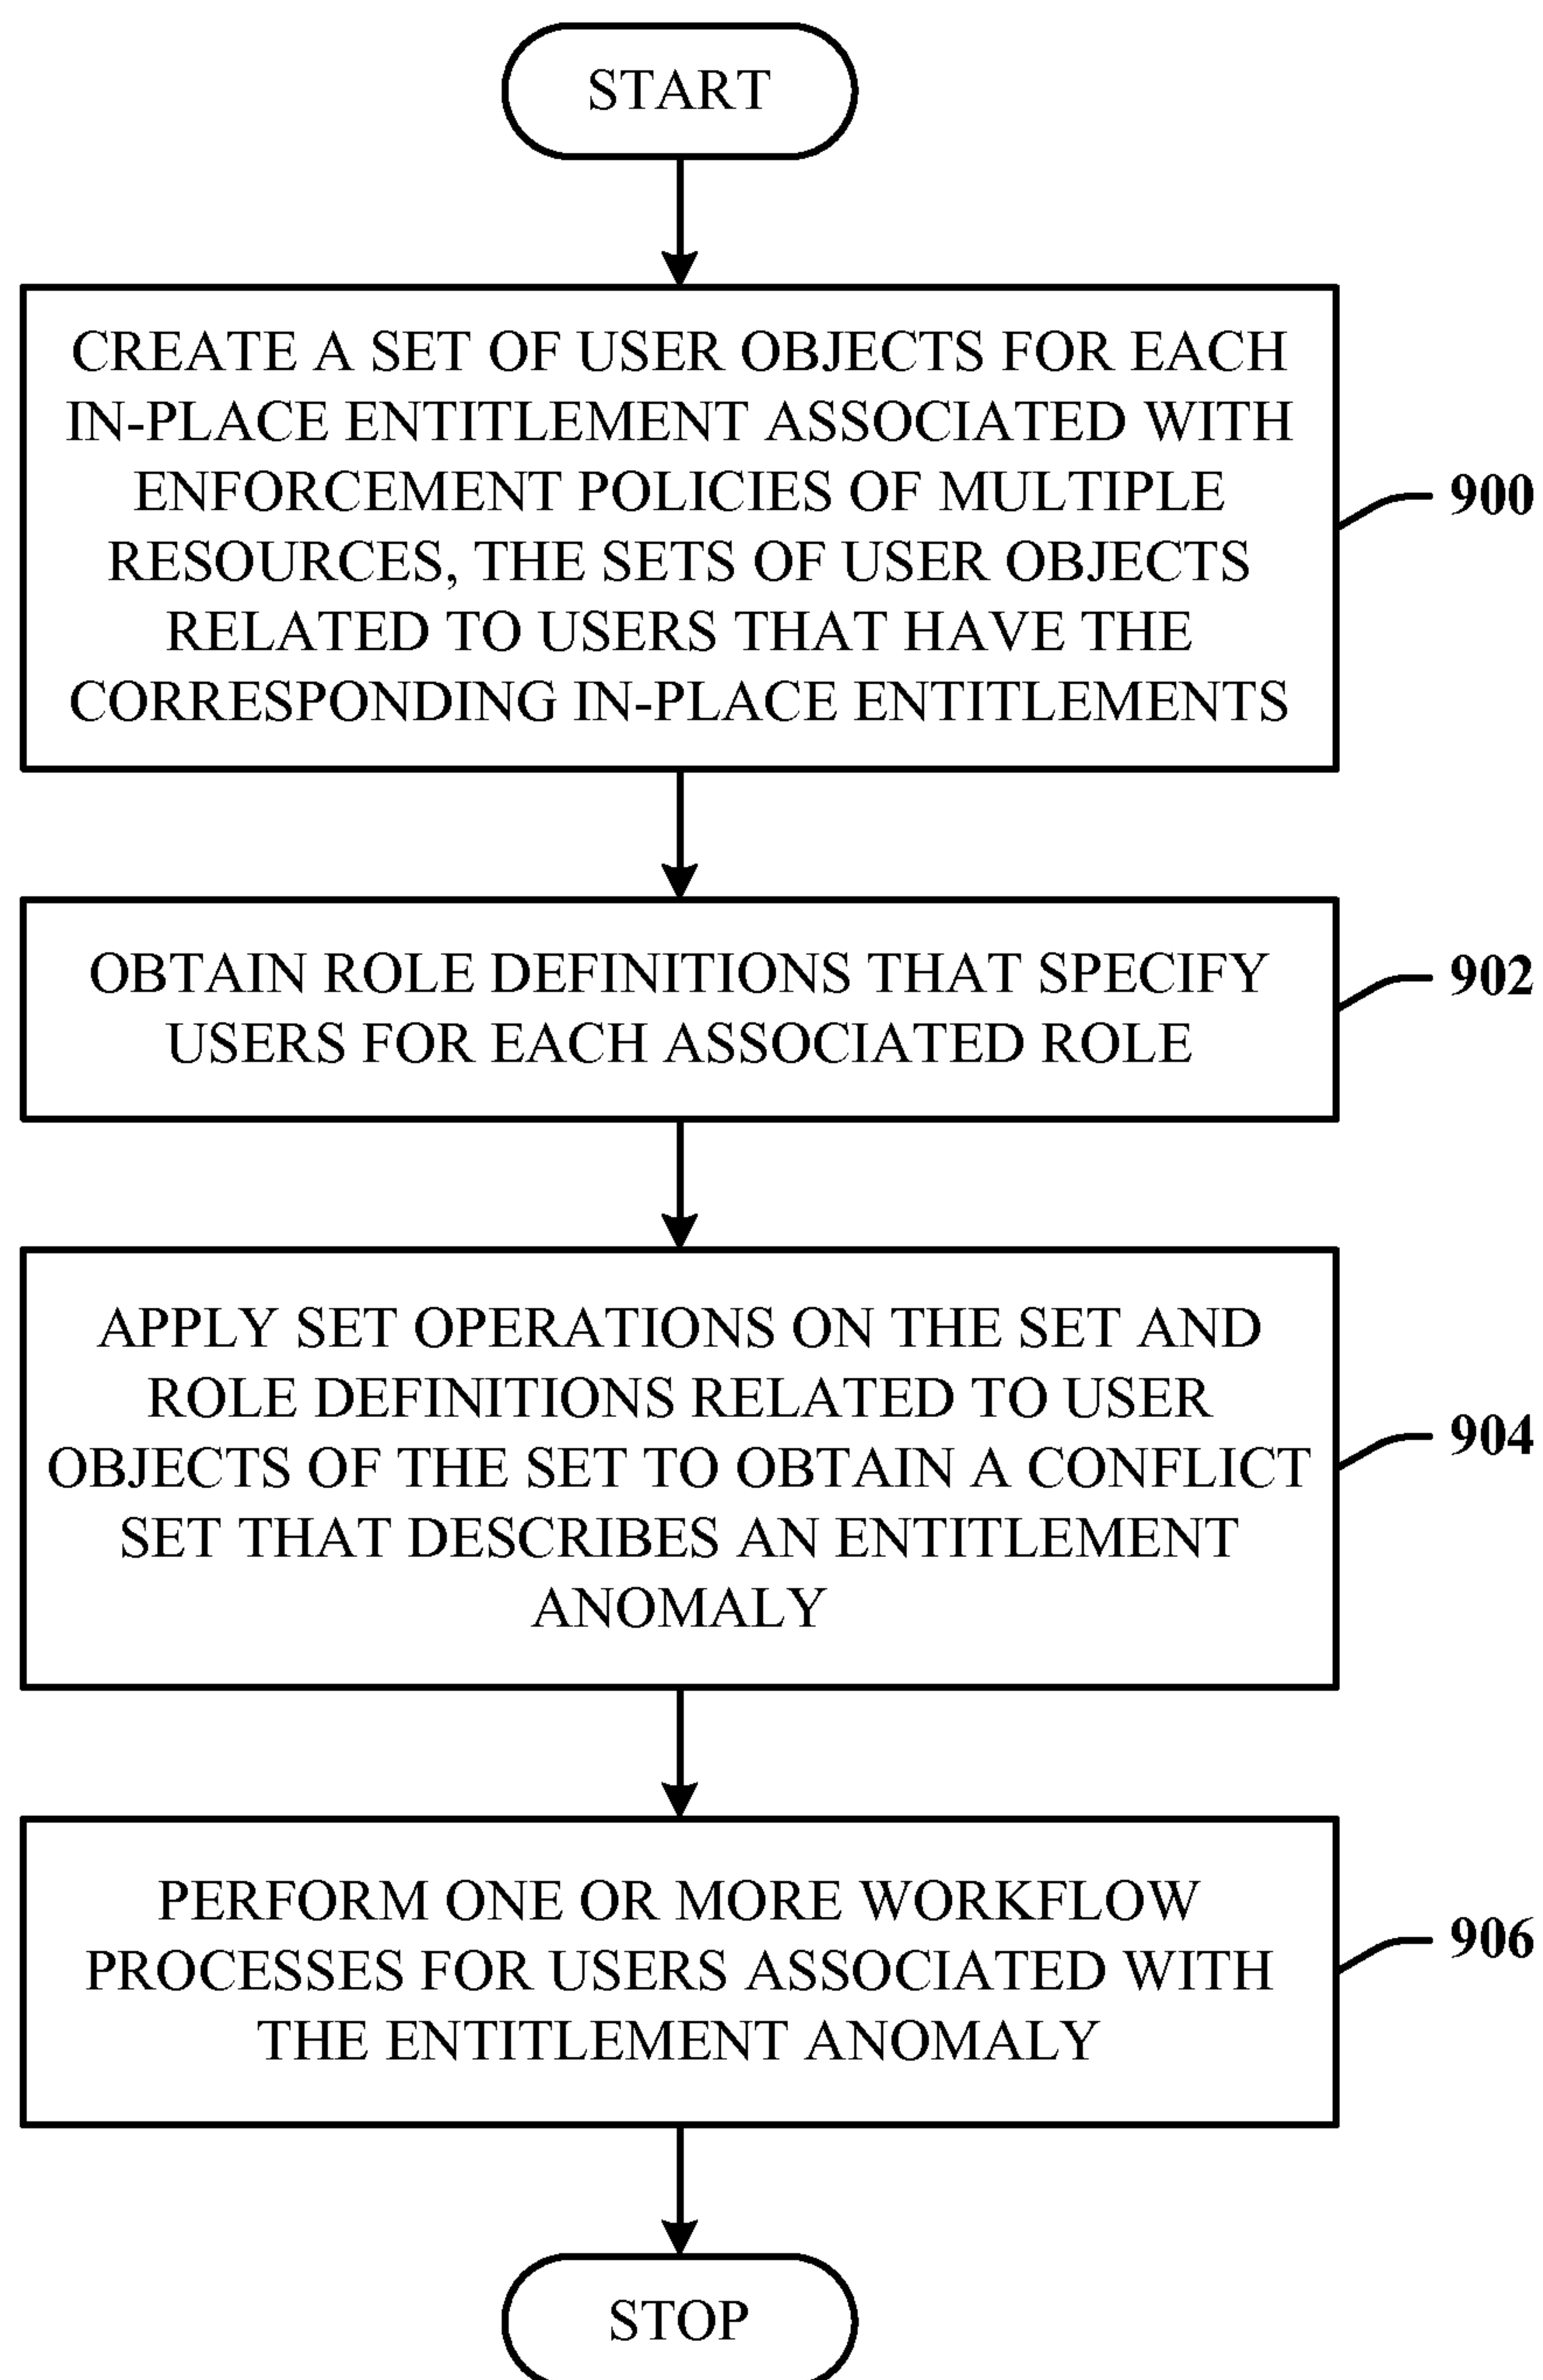 START
CREATE A SET OF USER OBJECTS FOR EACH
IN-PLACE ENTITLEMENT ASSOCIATED WITH
ENFORCEMENT POLICIES OF MULTIPLE
RESOURCES, THE SETS OF USER OBJECTS
RELATED TO USERS THAT HAVE THE
CORRESPONDING IN-PLACE ENTITLEMENTS
900
OBTAIN ROLE DEFINITIONS THAT SPECIFY
USERS FOR EACH ASSOCIATED ROLE
902
APPLY SET OPERATIONS ON THE SET AND
ROLE DEFINITIONS RELATED TO USER
OBJECTS OF THE SET TO OBTAIN A CONFLICT
SET THAT DESCRIBES AN ENTITLEMENT
ANOMALY
904
PERFORM ONE OR MORE WORKFLOW
PROCESSES FOR USERS ASSOCIATED WITH
THE ENTITLEMENT ANOMALY
906
STOP